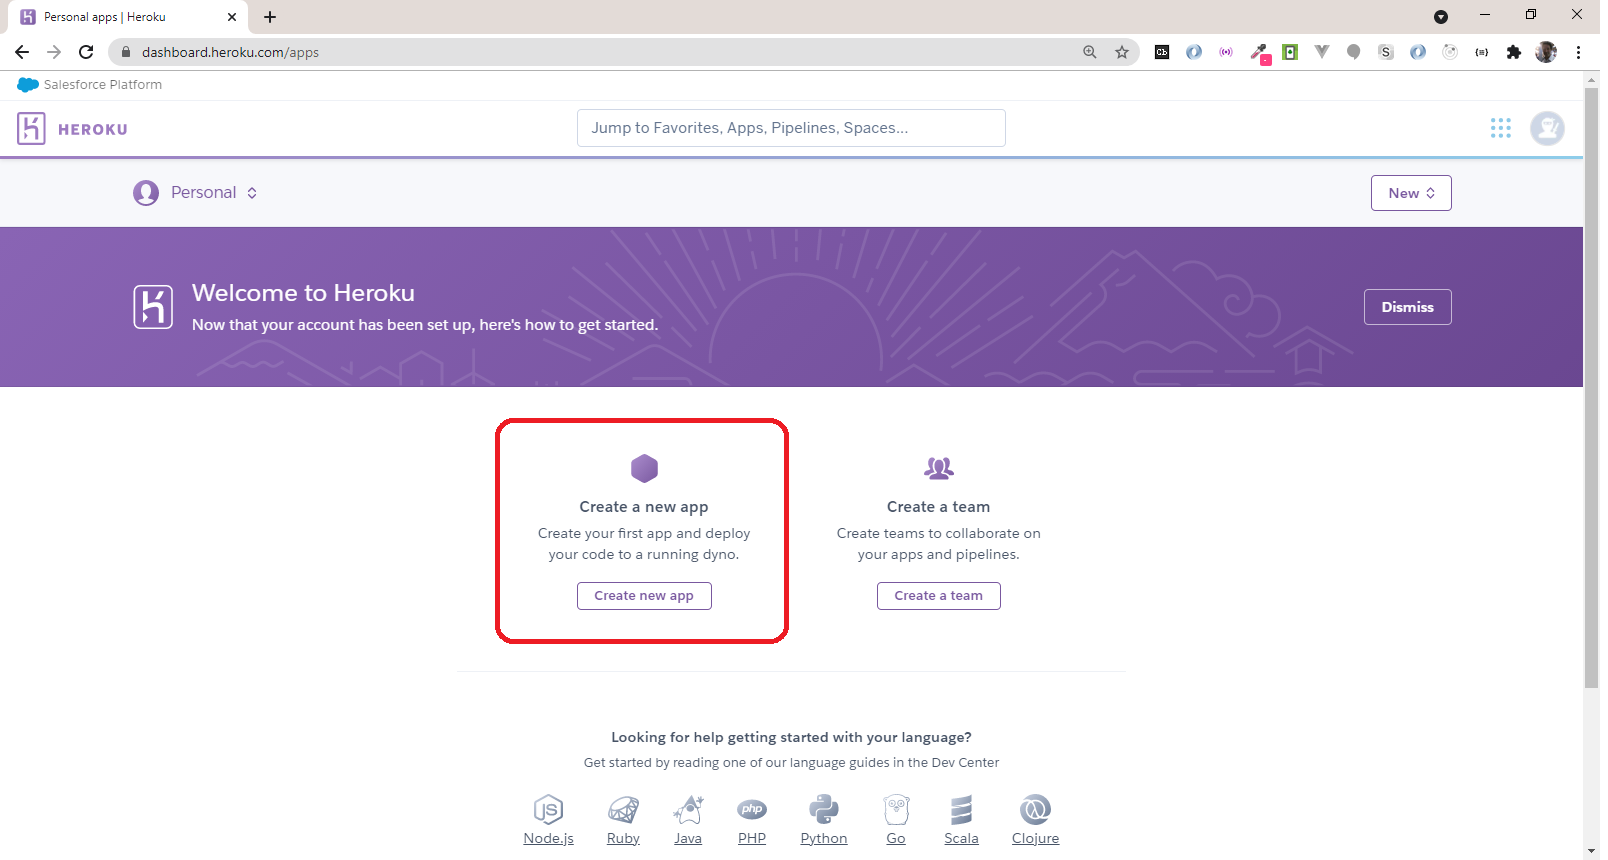 Personal apps | Heroku
dashboard.heroku.com/apps
Salesforce Platform
HEROKU
Jump to Favorites, Apps, Pipelines, Spaces...
Personal
New
Welcome to Heroku
Now that your account has been set up, here's how to get started.
Dismiss
Create a new app
Create your first app and deploy
your code to a running dyno.
Create new app
Create a team
Create teams to collaborate on
your apps and pipelines.
Create a team
Looking for help getting started with your language?
Get started by reading one of our language guides in the Dev Center
JS
php
Node.js
Ruby
Java
PHP
Python
Go
Scala
Clojure